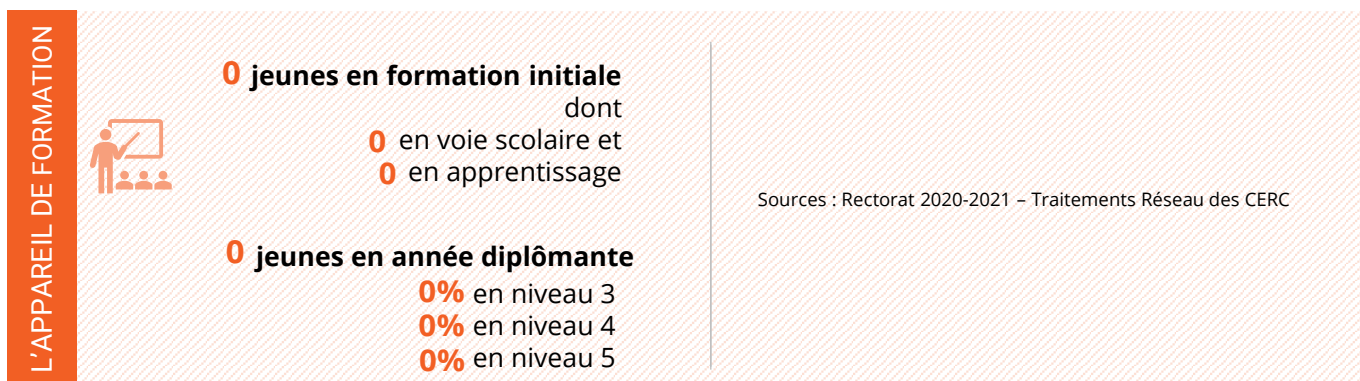 L'APPAREIL DE FORMATION
0 jeunes en formation initiale
dont
0 en voie scolaire et
0 en apprentissage
0 jeunes en année diplômante
0% en niveau 3
0% en niveau 4
0% en niveau 5
Sources : Rectorat 2020-2021 – Traitements Réseau des CERC